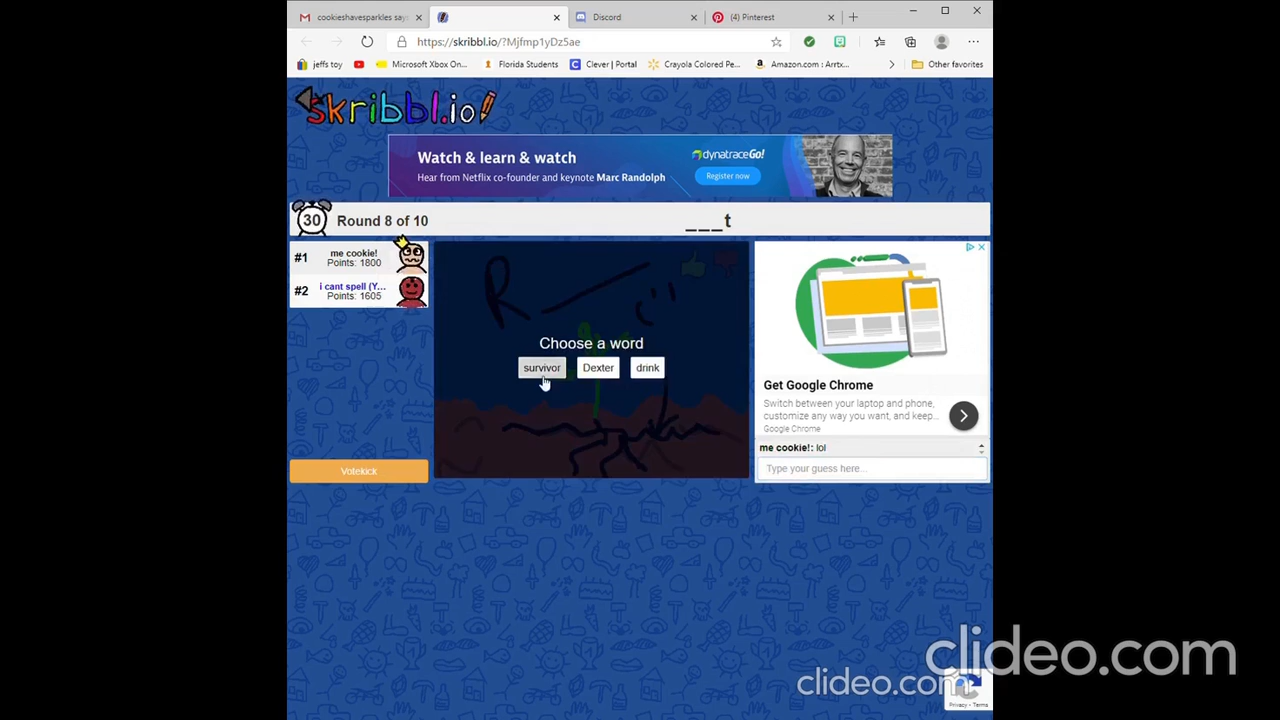 cookieshavesparkles says
Discord
(4) Pinterest
https://skribbl.io/?Mjfmp1yDz5ae
jeffs toy
Microsoft Xbox On...
Florida Students
Clever | Portal
Crayola Colored Pe...
Amazon.com : Arrtx...
Other favorites
skribbl.io
Watch & learn & watch
Hear from Netflix co-founder and keynote Marc Randolph
dynatraceGo!
Register now
30
Round 8 of 10
___t
#1
me cookie!
Points: 1800
#2
i cant spell (Y...
Points: 1605
R
Choose a word
survivor
Dexter
drink
Get Google Chrome
Switch between your laptop and phone,
customize any way you want, and keep...
Google Chrome
me cookie!: lol
Type your guess here...
Votekick
clideo.com
clideo.com
Privacy - Terms